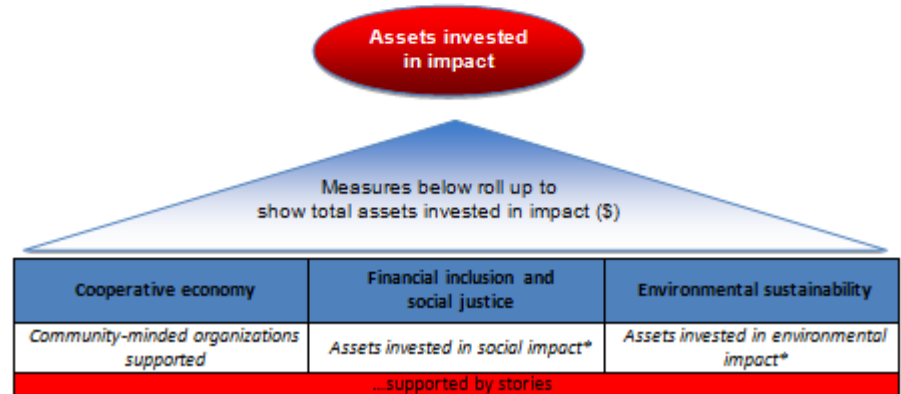 Assets invested
in impact
Measures below roll up to
show total assets invested in impact ($)
Cooperative economy
Financial inclusion and
social justice
Environmental sustainability
Community-minded organizations
supported
Assets invested in social impact*
Assets invested in environmental
impact*
...supported by stories